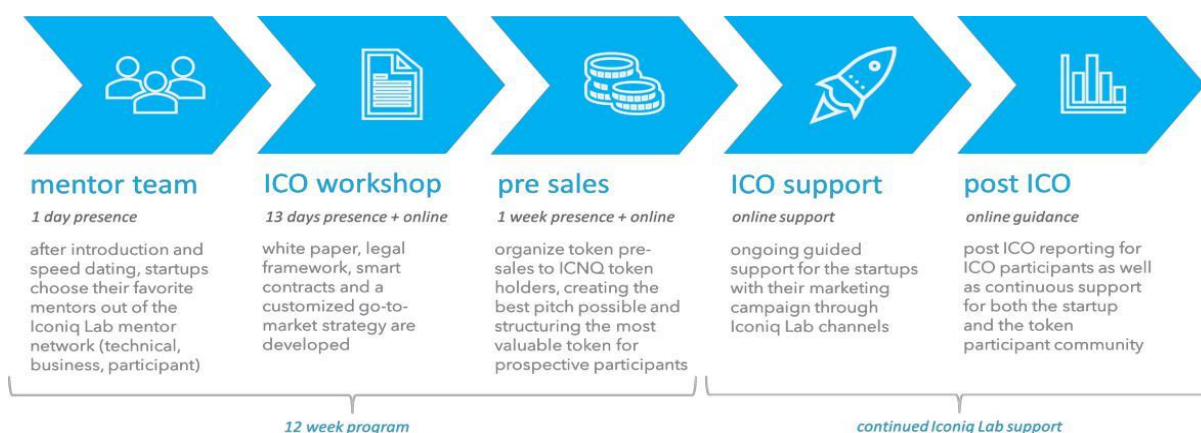 mentor team
1 day presence
after introduction and
speed dating, startups
choose their favorite
mentors out of the
Iconiq Lab mentor
network (technical,
business, participant)
ICO workshop
13 days presence + online
white paper, legal
framework, smart
contracts and a
customized go-to-
market strategy are
developed
pre sales
1 week presence + online
organize token pre-
sales to ICNQ token
holders, creating the
best pitch possible and
structuring the most
valuable token for
prospective participants
ICO support
online support
ongoing guided
support for the startups
with their marketing
campaign through
Iconiq Lab channels
post ICO
online guidance
post ICO reporting for
ICO participants as well
as continuous support
for both the startup
and the token
participant community
12 week program
continued Iconiq Lab support